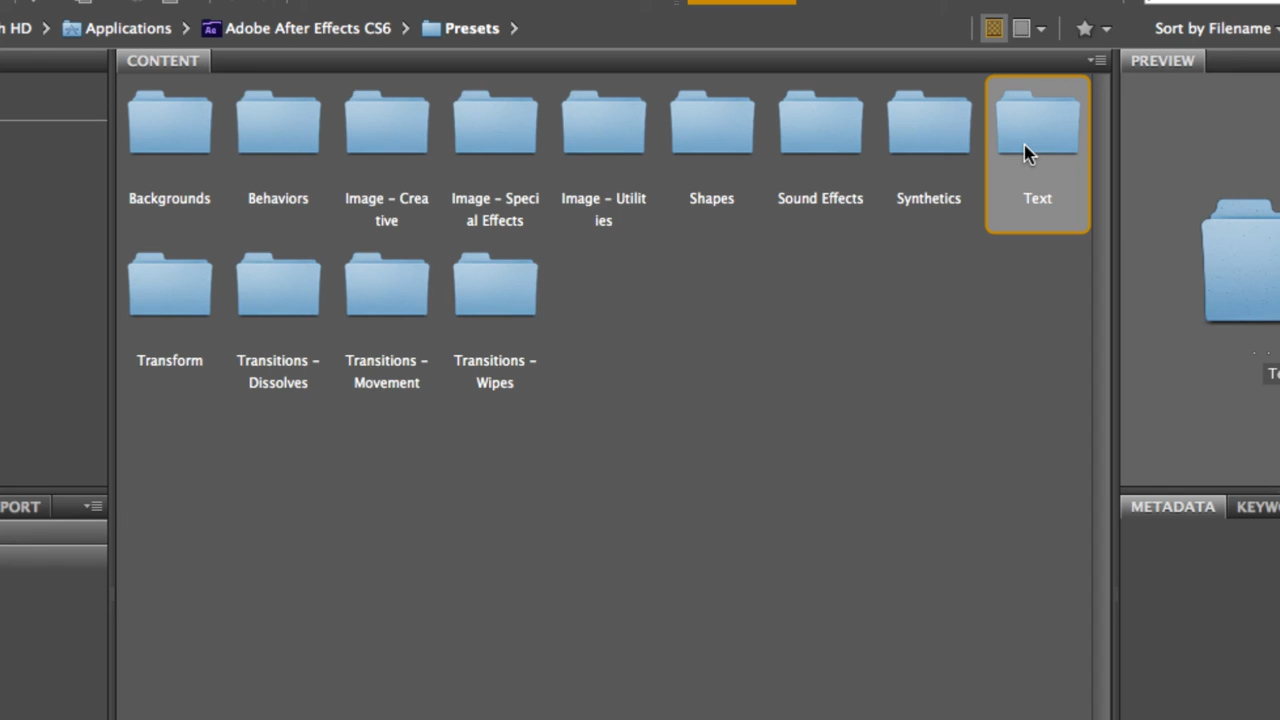 h HD > Applications > Adobe After Effects CS6 > Presets >
Sort by Filename
CONTENT
PREVIEW
Backgrounds
Behaviors
Image – Crea
tive
Image – Speci
al Effects
Image – Utilit
ies
Shapes
Sound Effects
Synthetics
Text
Te
Transform
Transitions –
Dissolves
Transitions –
Movement
Transitions –
Wipes
PORT
METADATA
KEYW